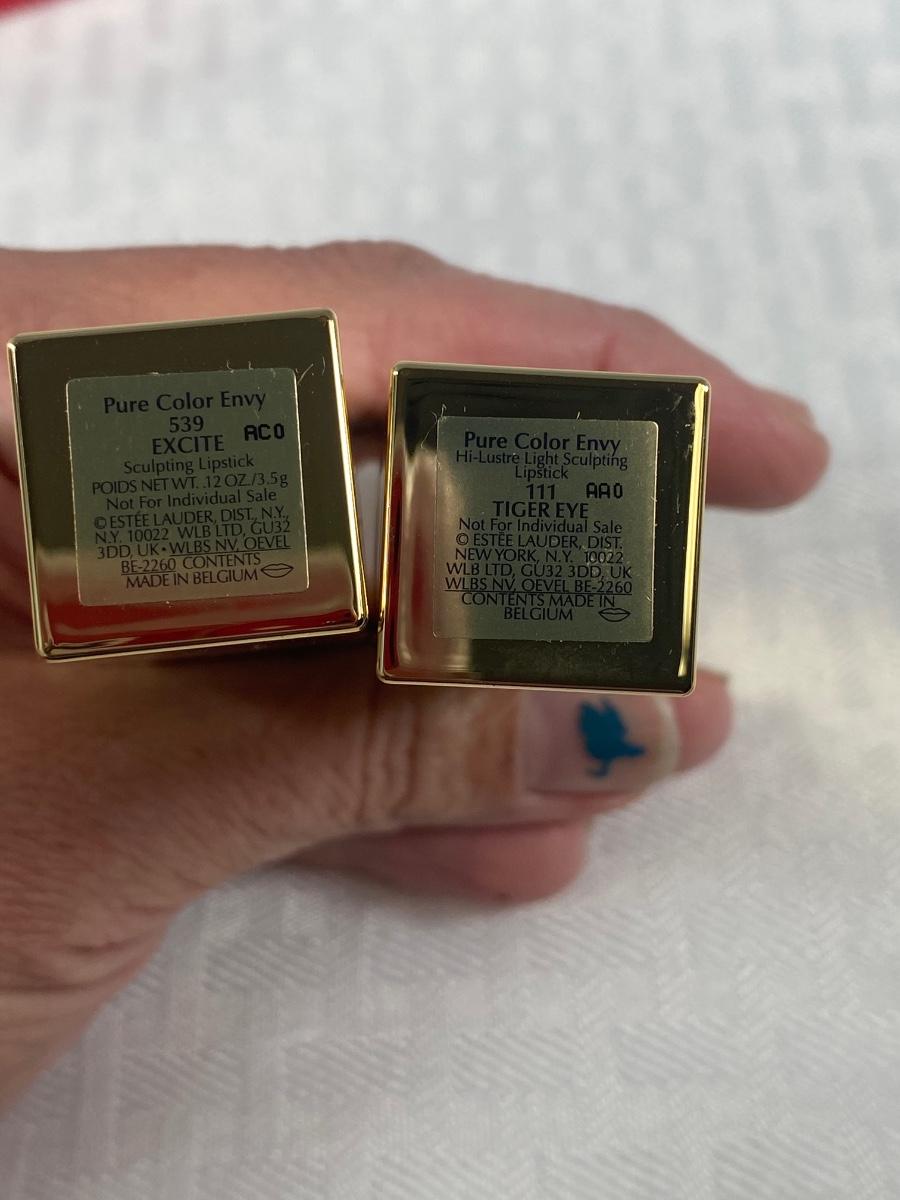 Pure Color Envy
539
EXCITE AC0
Sculpting Lipstick
POIDS NET WT. .12 OZ./3.5g
Not For Individual Sale
© ESTÉE LAUDER, DIST, N.Y.,
N.Y. 10022 WLB LTD, GU32
3DD, UK • WLBS NV, OEVEL
BE-2260 CONTENTS
MADE IN BELGIUM
Pure Color Envy
Hi-Lustre Light Sculpting
Lipstick
111 AA0
TIGER EYE
Not For Individual Sale
© ESTÉE LAUDER, DIST.
NEW YORK, N.Y. 10022
WLB LTD, GU32 3DD, UK
WLBS NV, OEVEL BE-2260
CONTENTS MADE IN
BELGIUM